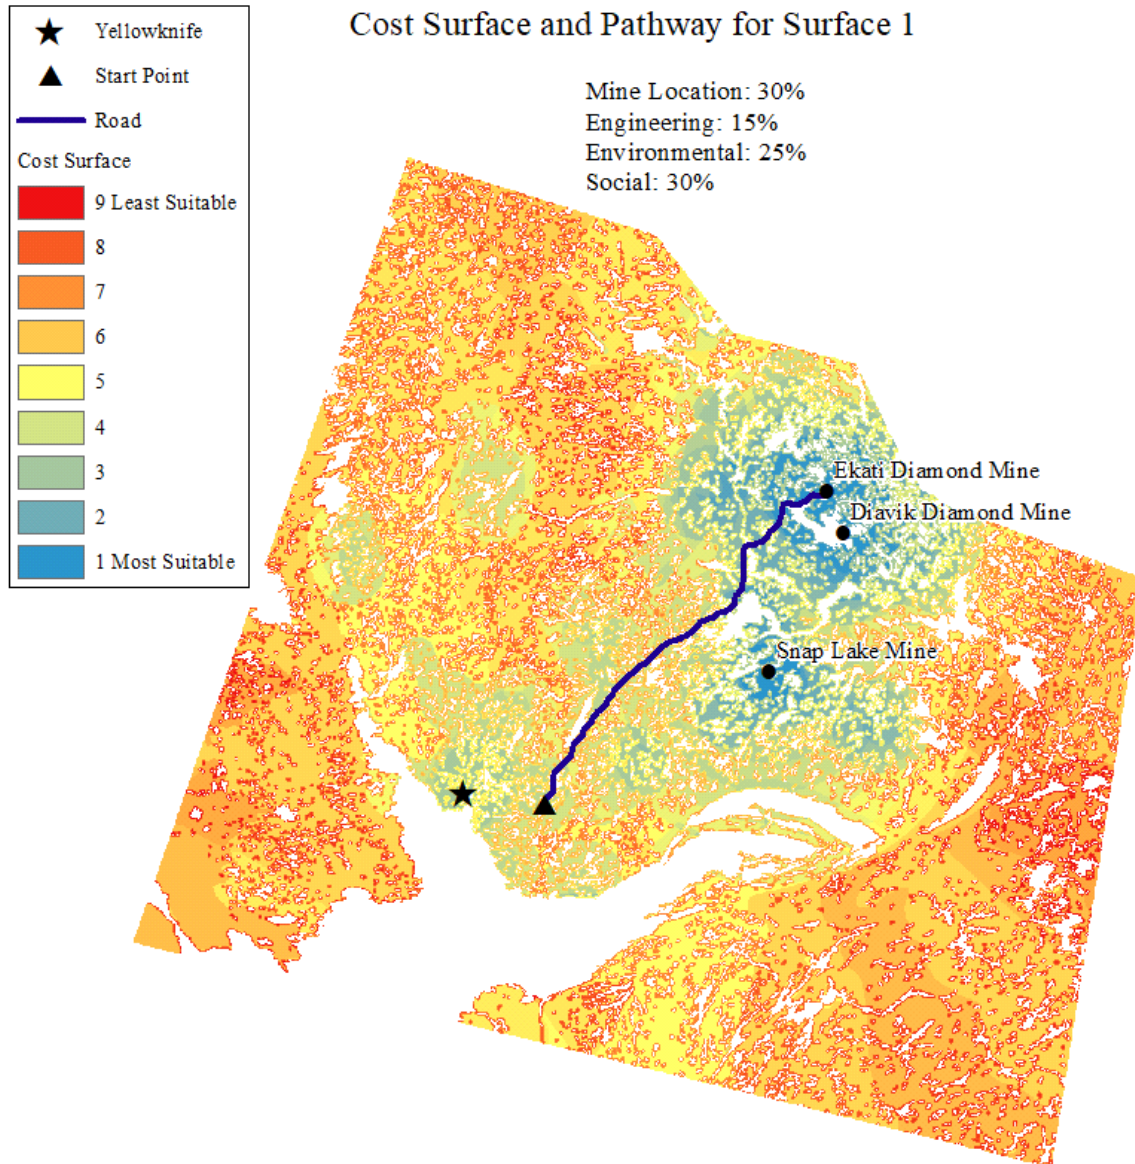 Cost Surface and Pathway for Surface 1
Yellowknife
Start Point
Road
Cost Surface
9 Least Suitable
8
7
6
5
4
3
2
1 Most Suitable
Mine Location: 30%
Engineering: 15%
Environmental: 25%
Social: 30%
Ekati Diamond Mine
Diavik Diamond Mine
Snap Lake Mine